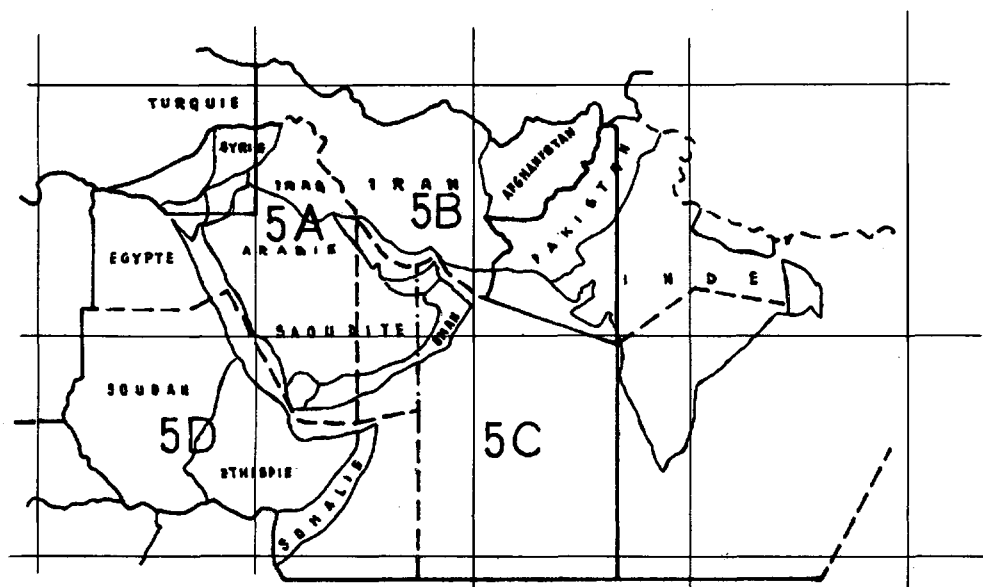 TURQUIE
SYRIE
AFGHANISTAN
IRAQ
IRAN
5A
5B
PAKISTAN
EGYPTE
ARABIE
INDE
SAOUDITE
OMAN
SOUDAN
5D
5C
ETHIOPIE
SOMALIE